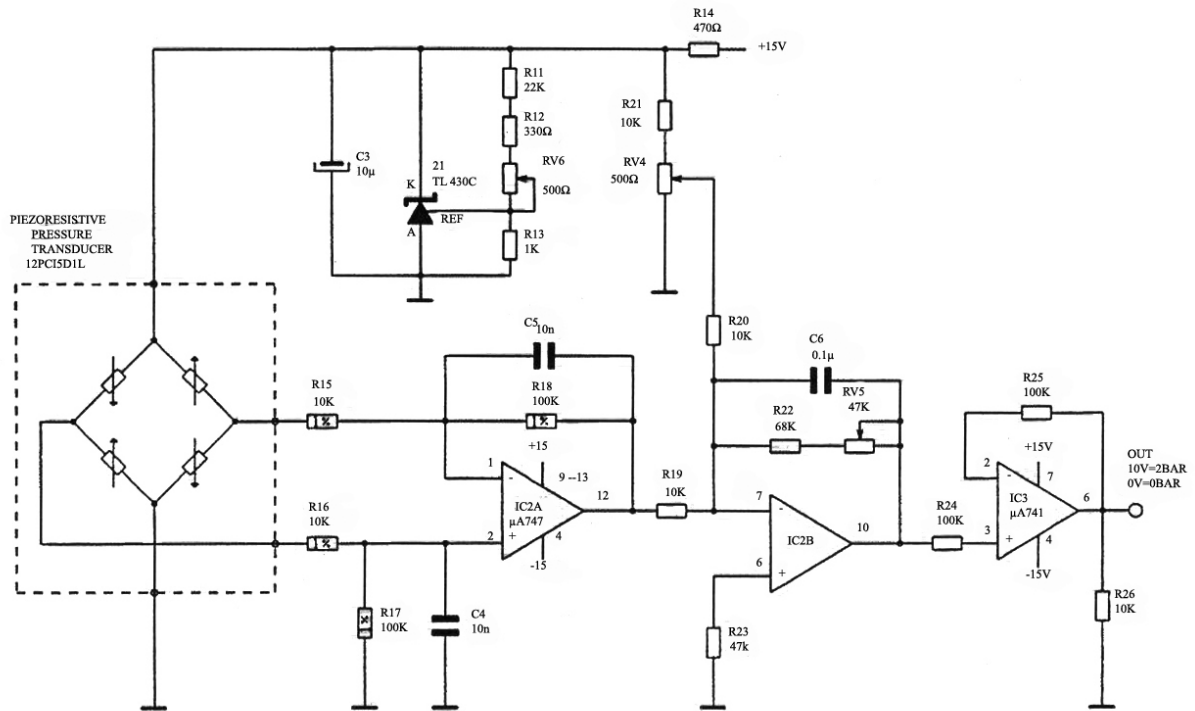 R14
470Ω
+15V
R11
22K
R12
330Ω
RV6
500Ω
R21
10K
RV4
500Ω
C3
10µ
21
TL 430C
K
REF
A
R13
1K
PIEZORESISTIVE
PRESSURE
TRANSDUCER
12PCI5D1L
C5
10n
R20
10K
C6
0.1µ
R15
10K
R18
100K
RV5
47K
R22
68K
R25
100K
+15
1
-
9 --13
12
IC2A
µA747
2
+
4
-15
R19
10K
7
-
10
IC2B
6
+
R24
100K
+15V
2
-
7
IC3
µA741
6
3
+
4
-15V
OUT
10V=2BAR
0V=0BAR
R16
10K
R17
100K
C4
10n
R23
47k
R26
10K